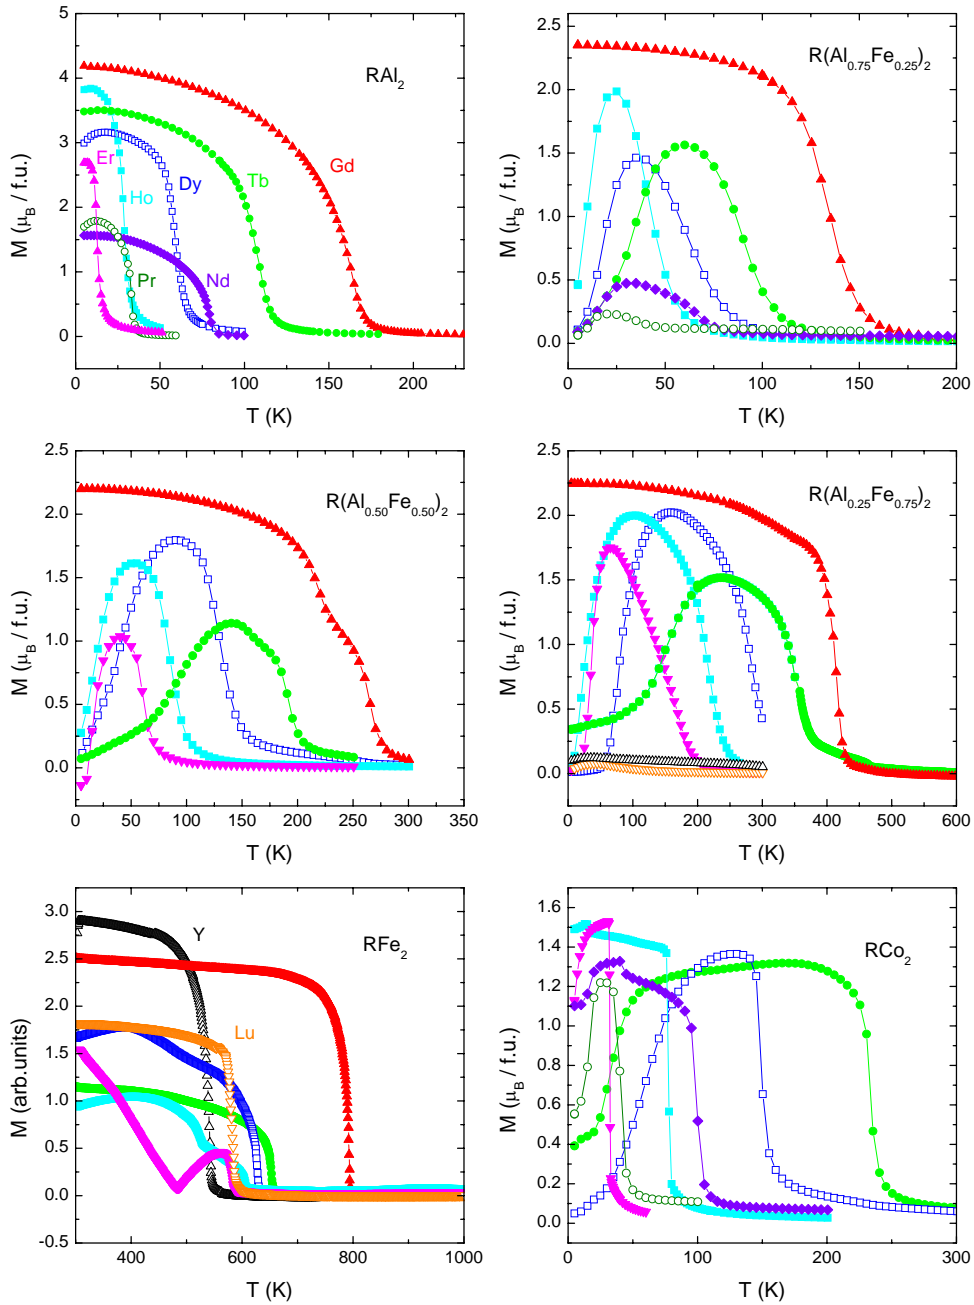 RAl2
M (μB / f.u.)
5
4
3
2
1
0
Er
Ho
Dy
Tb
Gd
Pr
Nd
0 50 100 150 200
T (K)
R(Al0.75Fe0.25)2
M (μB / f.u.)
2.5
2.0
1.5
1.0
0.5
0.0
0 50 100 150 200
T (K)
R(Al0.50Fe0.50)2
M (μB / f.u.)
2.5
2.0
1.5
1.0
0.5
0.0
0 50 100 150 200 250 300 350
T (K)
R(Al0.25Fe0.75)2
M (μB / f.u.)
2.5
2.0
1.5
1.0
0.5
0.0
0 100 200 300 400 500 600
T (K)
RFe2
M (arb.units)
3.0
2.5
2.0
1.5
1.0
0.5
0.0
-0.5
Y
Lu
400 600 800 1000
T (K)
RCo2
M (μB / f.u.)
1.6
1.4
1.2
1.0
0.8
0.6
0.4
0.2
0.0
0 100 200 300
T (K)